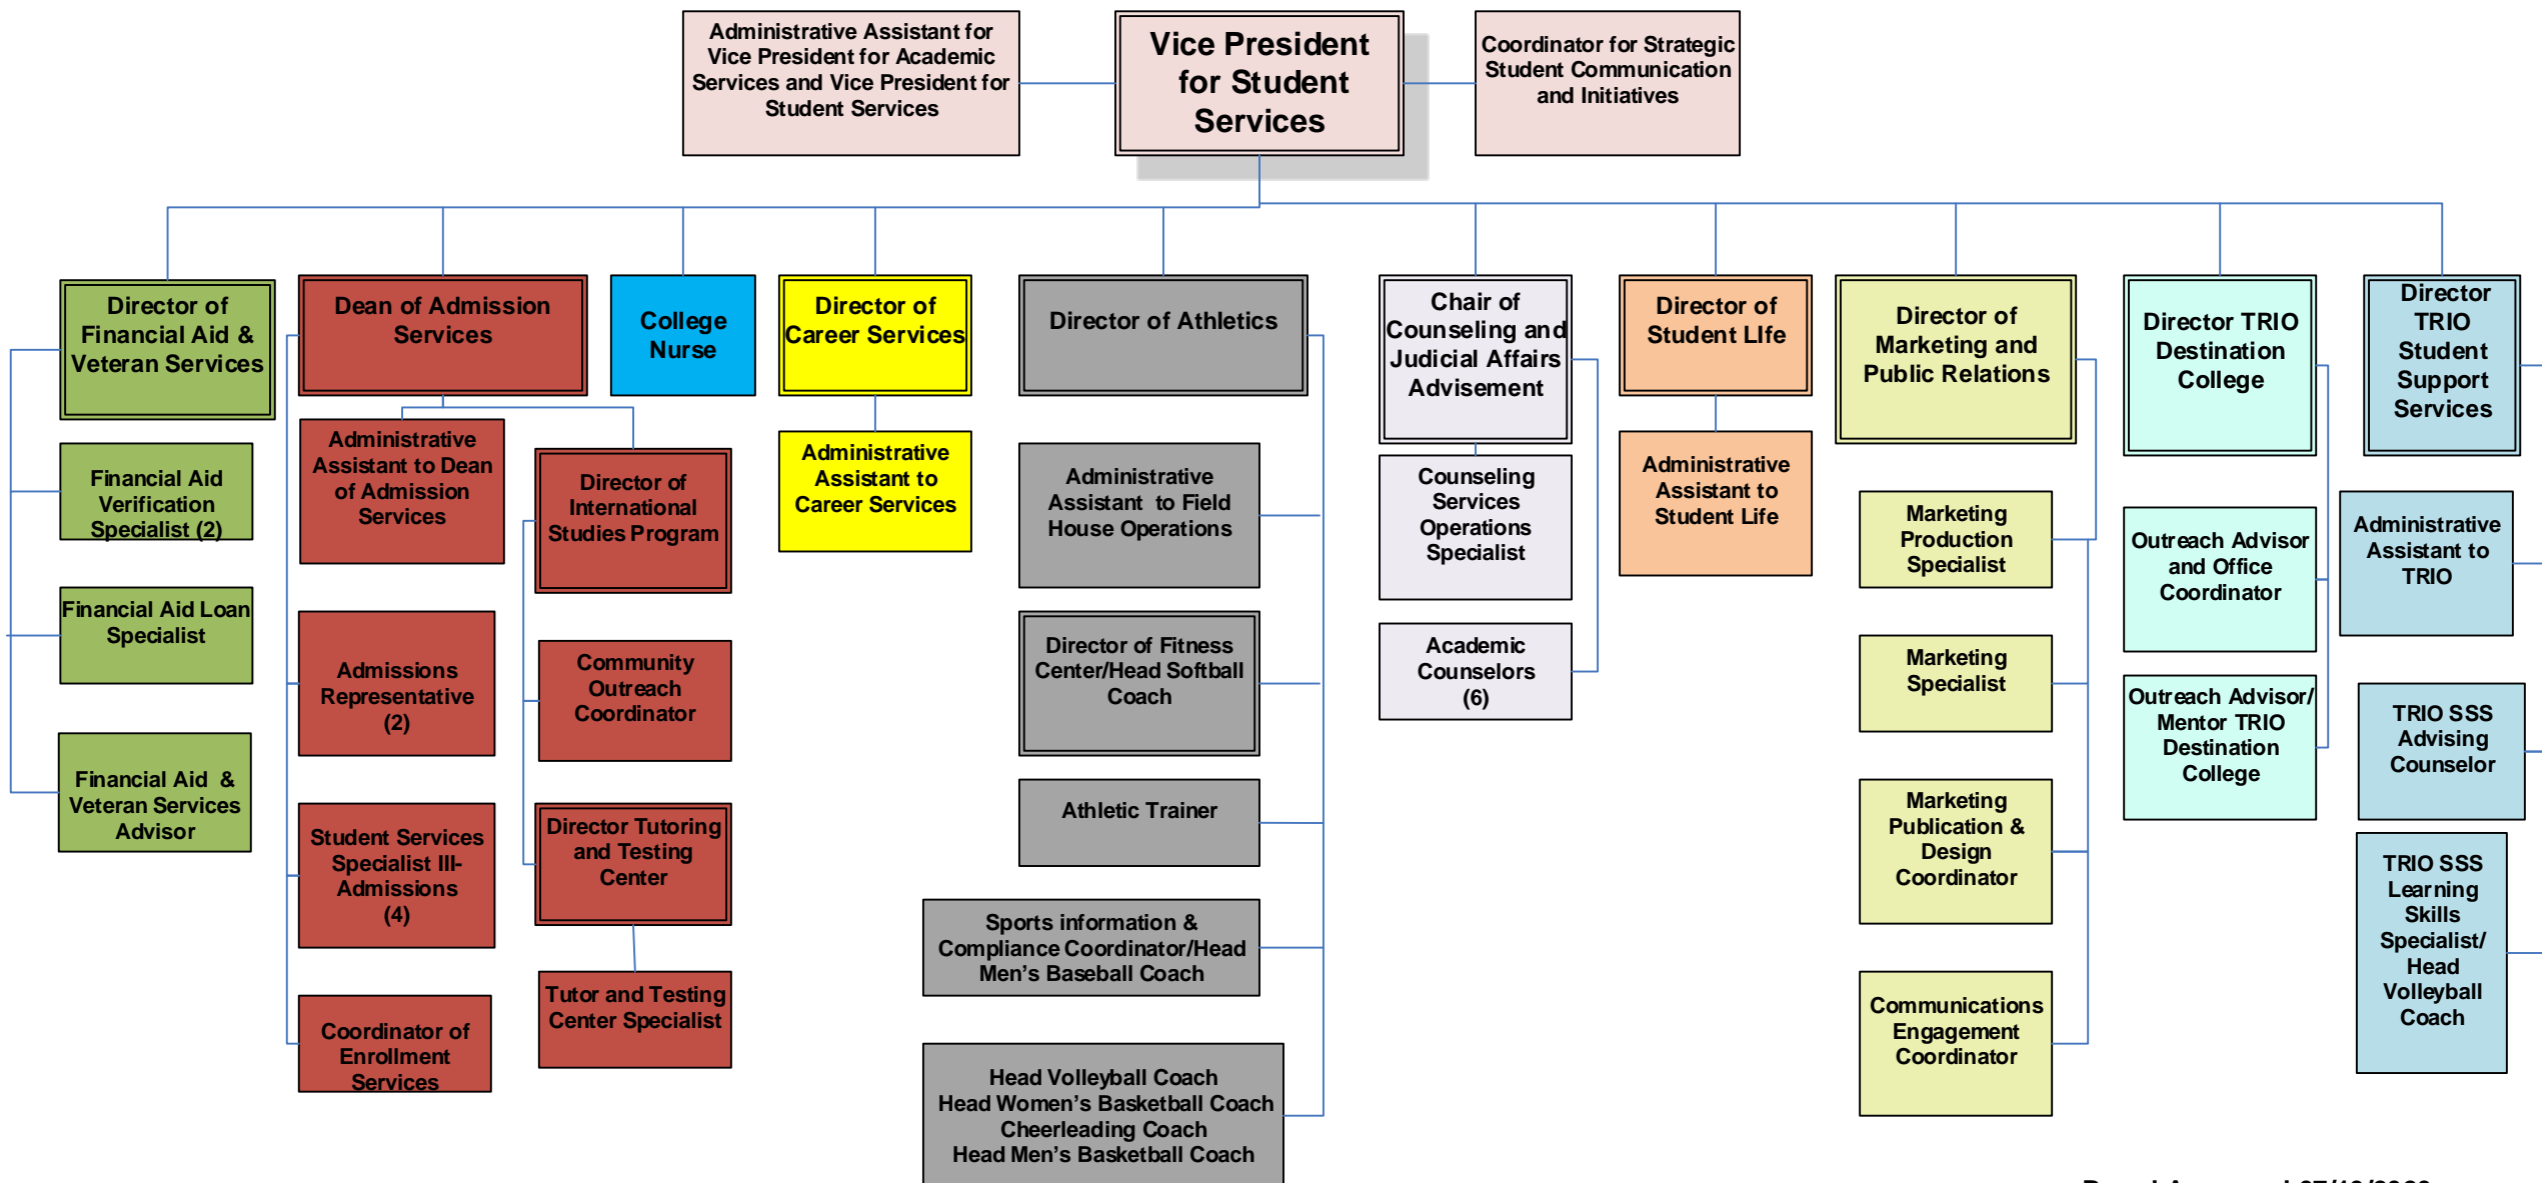 Administrative Assistant for
Vice President for Academic
Services and Vice President for
Student Services
Vice President
for Student
Services
Coordinator for Strategic
Student Communication
and Initiatives
Director of
Financial Aid &
Veteran Services
Dean of Admission
Services
College
Nurse
Director of
Career Services
Director of Athletics
Chair of
Counseling and
Judicial Affairs
Advisement
Director of
Student LIfe
Director of
Marketing and
Public Relations
Director TRIO
Destination
College
Director
TRIO
Student
Support
Services
Financial Aid
Verification
Specialist (2)
Financial Aid Loan
Specialist
Financial Aid &
Veteran Services
Advisor
Administrative
Assistant to Dean
of Admission
Services
Admissions
Representative
(2)
Student Services
Specialist III-
Admissions
(4)
Coordinator of
Enrollment
Services
Director of
International
Studies Program
Community
Outreach
Coordinator
Director Tutoring
and Testing
Center
Tutor and Testing
Center Specialist
Administrative
Assistant to
Career Services
Administrative
Assistant to Field
House Operations
Director of Fitness
Center/Head Softball
Coach
Athletic Trainer
Sports information &
Compliance Coordinator/Head
Men's Baseball Coach
Head Volleyball Coach
Head Women's Basketball Coach
Cheerleading Coach
Head Men's Basketball Coach
Counseling
Services
Operations
Specialist
Academic
Counselors
(6)
Administrative
Assistant to
Student Life
Marketing
Production
Specialist
Marketing
Specialist
Marketing
Publication &
Design
Coordinator
Communications
Engagement
Coordinator
Outreach Advisor
and Office
Coordinator
Outreach Advisor/
Mentor TRIO
Destination
College
Administrative
Assistant to
TRIO
TRIO SSS
Advising
Counselor
TRIO SSS
Learning
Skills
Specialist/
Head
Volleyball
Coach